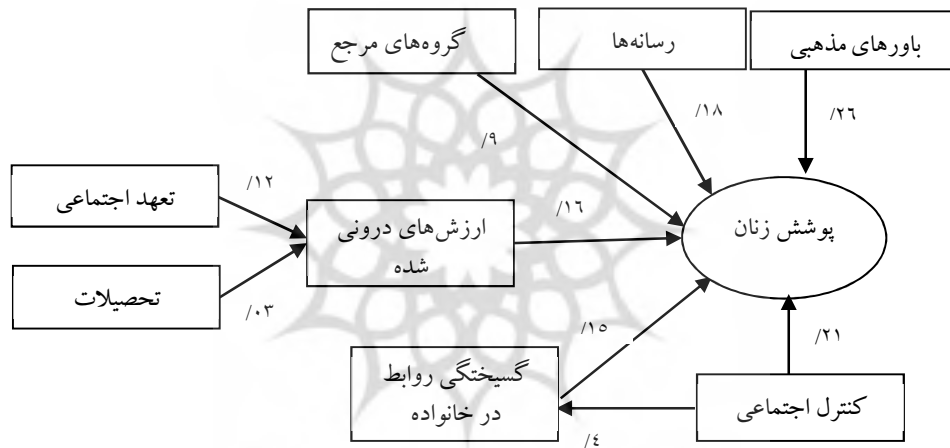 گروه‌های مرجع
رسانه‌ها
باورهای مذهبی
/۹
/۱۸
/۲۶
تعهد اجتماعی
/۱۲
ارزش‌های درونی
شده
/۱۶
پوشش زنان
تحصیلات
/۰۳
/۱۵
/۲۱
گسیختگی روابط
در خانواده
کنترل اجتماعی
/٤